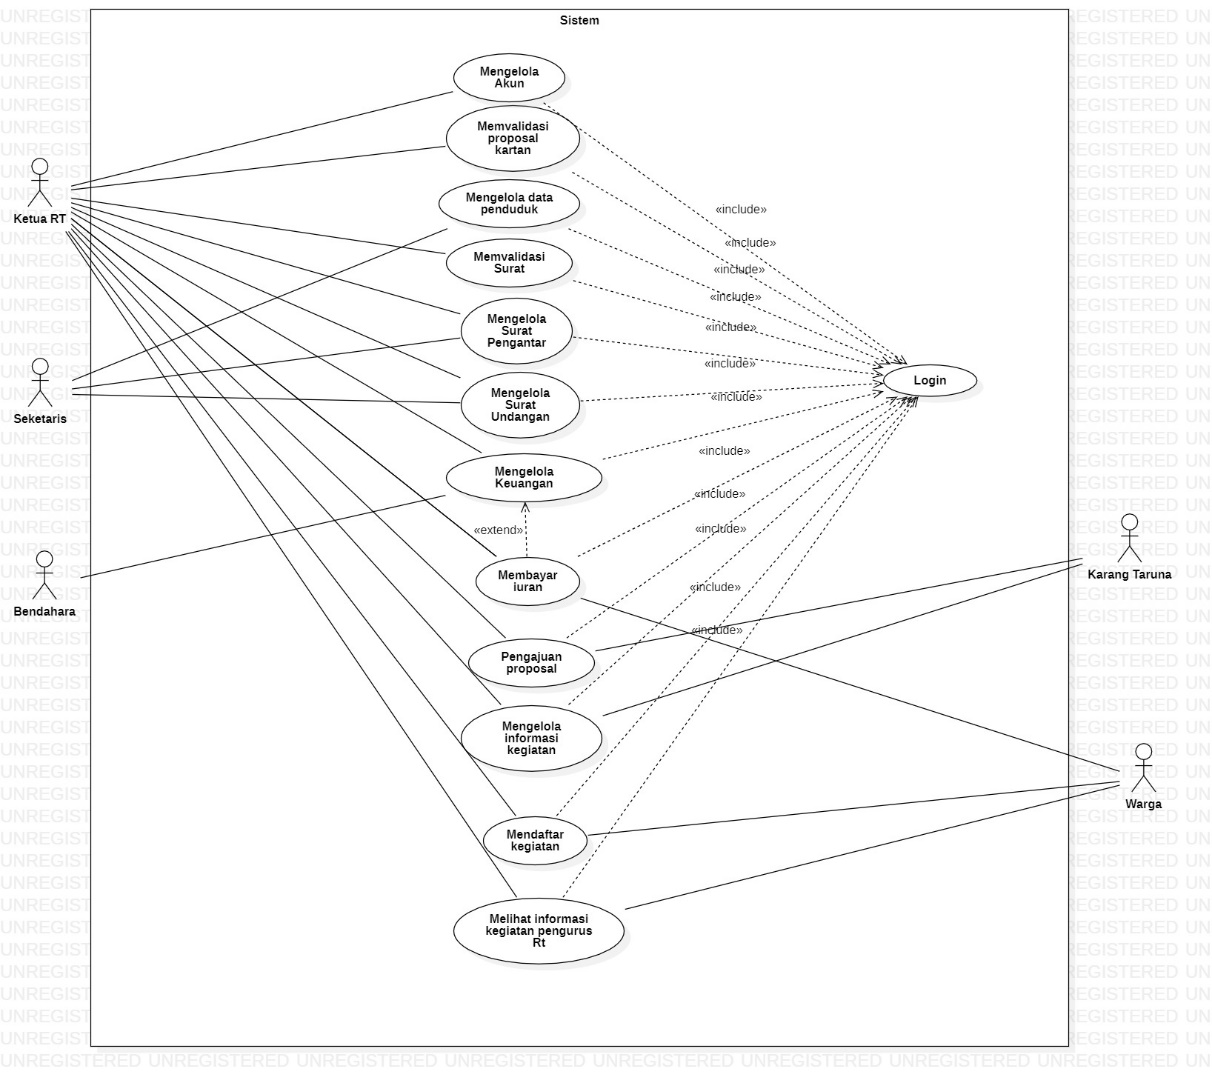 Sistem
Mengelola
Akun
Memvalidasi
proposal
kartan
Ketua RT
Mengelola data
penduduk
«include»
«include»
Memvalidasi
Surat
«include»
«include»
Mengelola
Surat
Pengantar
«include»
«include»
Login
Seketaris
Mengelola
Surat
Undangan
«include»
Mengelola
Keuangan
«include»
«include»
«extend»
«include»
Membayar
iuran
Karang Taruna
«include»
Bendahara
«include»
Pengajuan
proposal
Mengelola
informasi
kegiatan
Warga
Mendaftar
kegiatan
Melihat informasi
kegiatan pengurus
Rt
UNREGISTERED UNREGISTERED UNREGISTERED UNREGISTERED UNREGISTERED UNREGISTERED UNREGISTERED UNREGISTERED UN